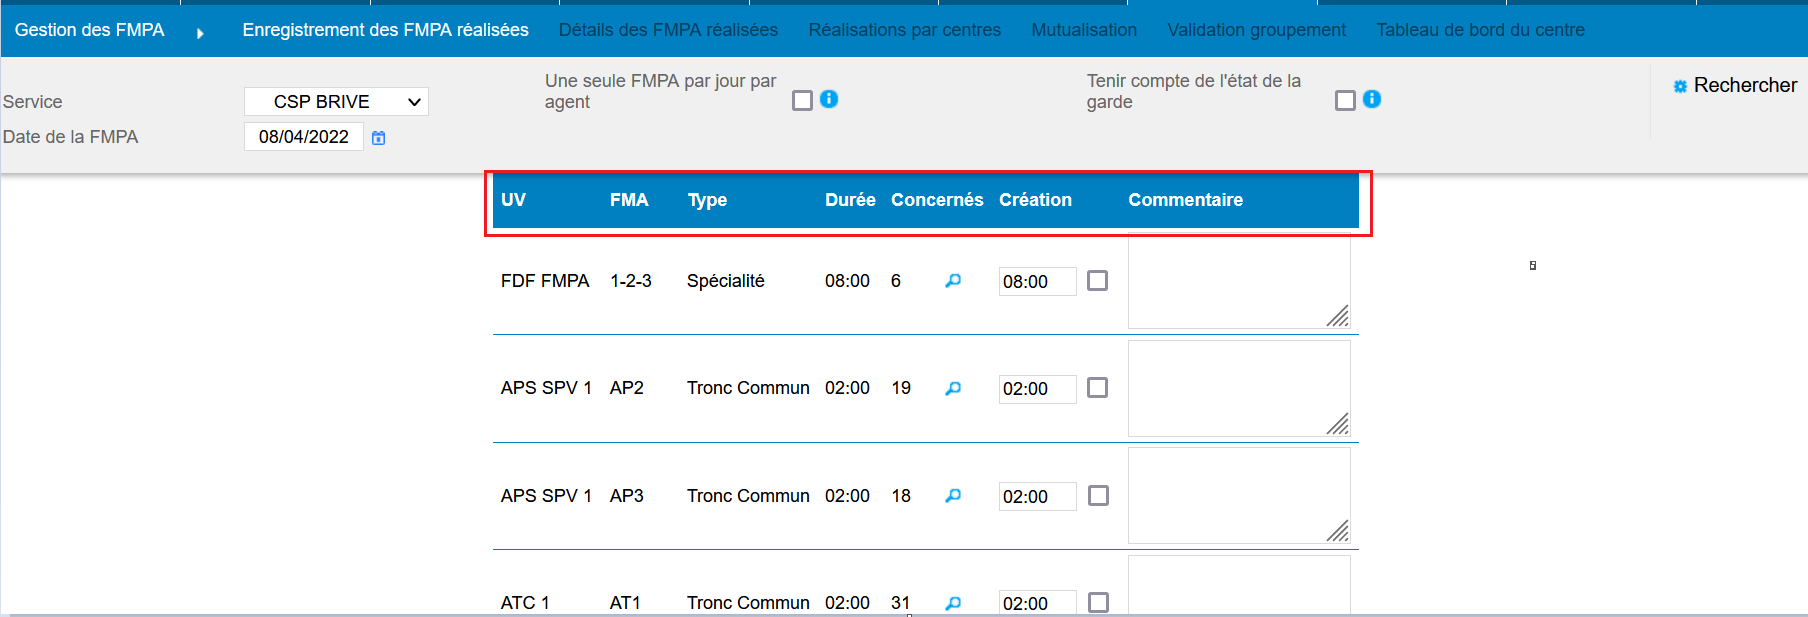 Gestion des FMPA Enregistrement des FMPA réalisées Détails des FMPA réalisées Réalisations par centres Mutualisation Validation groupement Tableau de bord du centre
Service CSP BRIVE
Date de la FMPA 08/04/2022
Une seule FMPA par jour par
agent
Tenir compte de l'état de la
garde
Rechercher
UV FMA Type Durée Concernés Création Commentaire
FDF FMPA 1-2-3 Spécialité 08:00 6 08:00
APS SPV 1 AP2 Tronc Commun 02:00 19 02:00
APS SPV 1 AP3 Tronc Commun 02:00 18 02:00
ATC 1 AT1 Tronc Commun 02:00 31 02:00